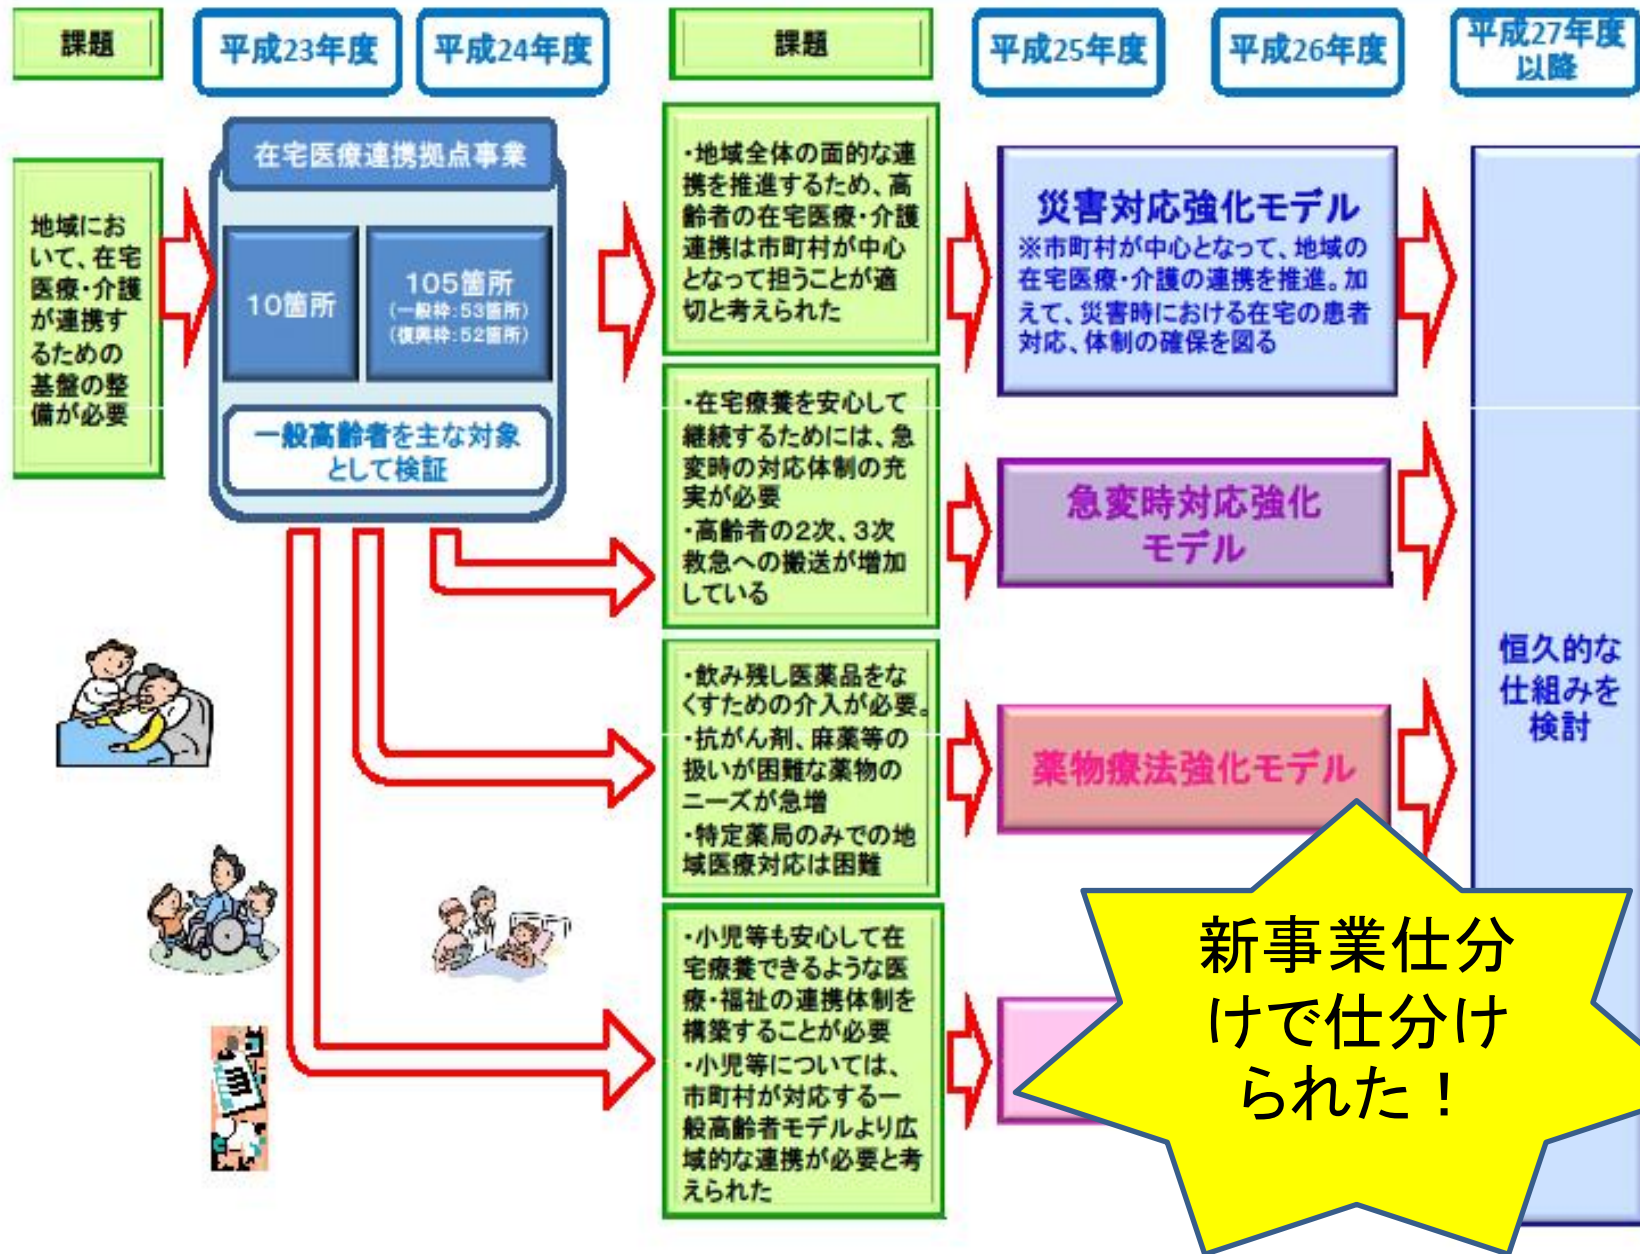 課題
平成23年度
平成24年度
課題
平成25年度
平成26年度
平成27年度
以降
地域にお
いて、在宅
医療・介護
が連携す
るための
基盤の整
備が必要
在宅医療連携拠点事業
10箇所
105箇所
(一般枠:53箇所)
(復興枠:52箇所)
一般高齢者を主な対象
として検証
・地域全体の面的な連
携を推進するため、高
齢者の在宅医療・介護
連携は市町村が中心
となって担うことが適
切と考えられた
・在宅療養を安心して
継続するためには、急
変時の対応体制の充
実が必要
・高齢者の2次、3次
救急への搬送が増加
している
・飲み残し医薬品をな
くすための介入が必要。
・抗がん剤、麻薬等の
扱いが困難な薬物の
ニーズが急増
・特定薬局のみでの地
域医療対応は困難
・小児等も安心して在
宅療養できるような医
療・福祉の連携体制を
構築することが必要
・小児等については、
市町村が対応する一
般高齢者モデルより広
域的な連携が必要と考
えられた
災害対応強化モデル
※市町村が中心となって、地域の
在宅医療・介護の連携を推進。加
えて、災害時における在宅の患者
対応、体制の確保を図る
急変時対応強化
モデル
薬物療法強化モデル
恒久的な
仕組みを
検討
新事業仕分
けで仕分け
られた！